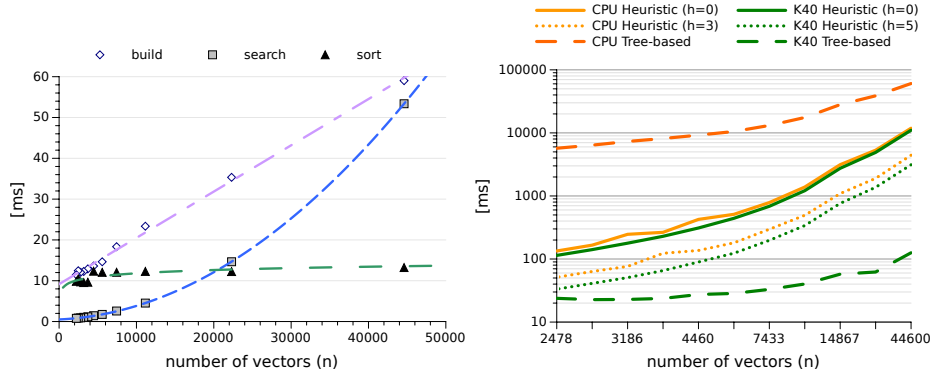 build search sort
60
50
40
30
20
10
0
[ms]
0 10000 20000 30000 40000 50000
number of vectors (n)
CPU Heuristic (h=0) K40 Heuristic (h=0)
CPU Heuristic (h=3) K40 Heuristic (h=5)
CPU Tree-based K40 Tree-based
100000
10000
1000
100
10
[ms]
2478 3186 4460 7433 14867 44600
number of vectors (n)